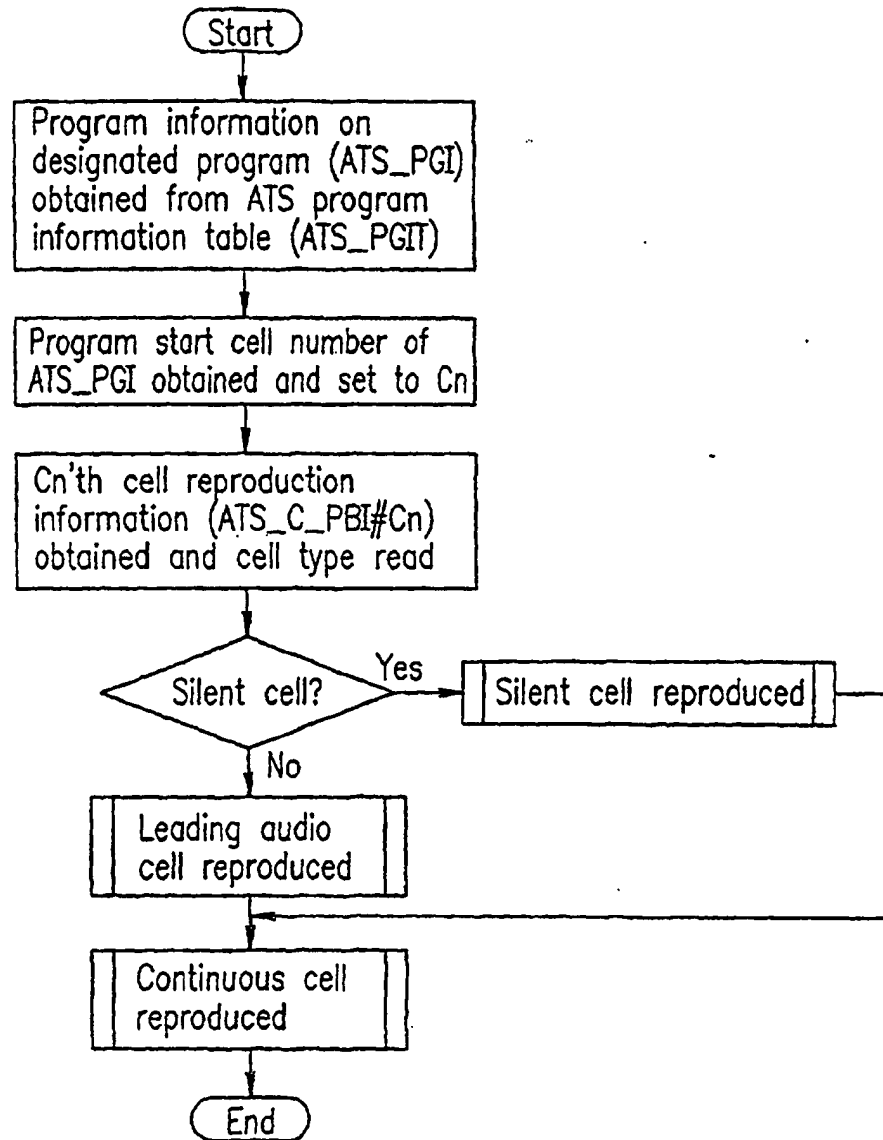 Start
Program information on
designated program (ATS_PGI)
obtained from ATS program
information table (ATS_PGIT)
Program start cell number of
ATS_PGI obtained and set to Cn
Cn'th cell reproduction
information (ATS_C_PBI#Cn)
obtained and cell type read
Silent cell?
Yes
Silent cell reproduced
No
Leading audio
cell reproduced
Continuous cell
reproduced
End